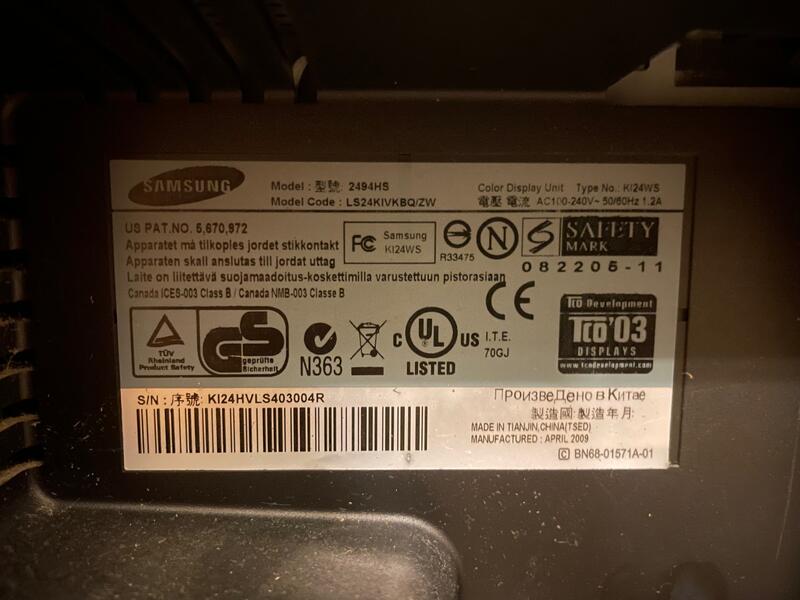 SAMSUNG
Model : 型號: 2494HS
Model Code : LS24KIVKBQ/ZW
Color Display Unit Type No.: KI24WS
電壓 電流 AC100-240V~ 50/60Hz 1.2A
US PAT.NO. 5,670,972
Apparatet må tilkoples jordet stikkontakt
Apparaten skall anslutas till jordat uttag
Laite on liitettävä suojamaadoitus-koskettimilla varustettuun pistorasiaan
Canada ICES-003 Class B / Canada NMB-003 Classe B
FC Samsung
KI24WS
R33475
N
S SAFETY
MARK
082205-11
CE
TÜV
Rheinland
Product Safety
GS
geprüfte
Sicherheit
N363
C UL US
LISTED
I.T.E.
70GJ
TCO Development
TCO'03
DISPLAYS
www.tcodevelopment.com
S/N : 序號: KI24HVLS403004R
ПроизвеДено в Китае
製造國: 製造年月:
MADE IN TIANJIN,CHINA(TSED)
MANUFACTURED : APRIL 2009
C BN68-01571A-01